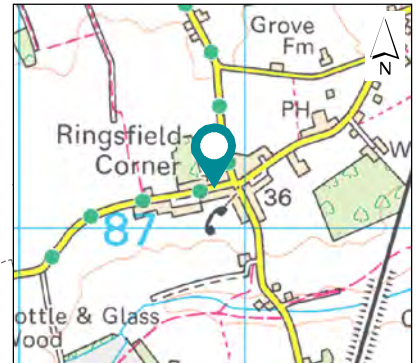 Grove
Fm
N
PH
Ringsfield
Corner
W
36
87
ottle & Glass
Wood